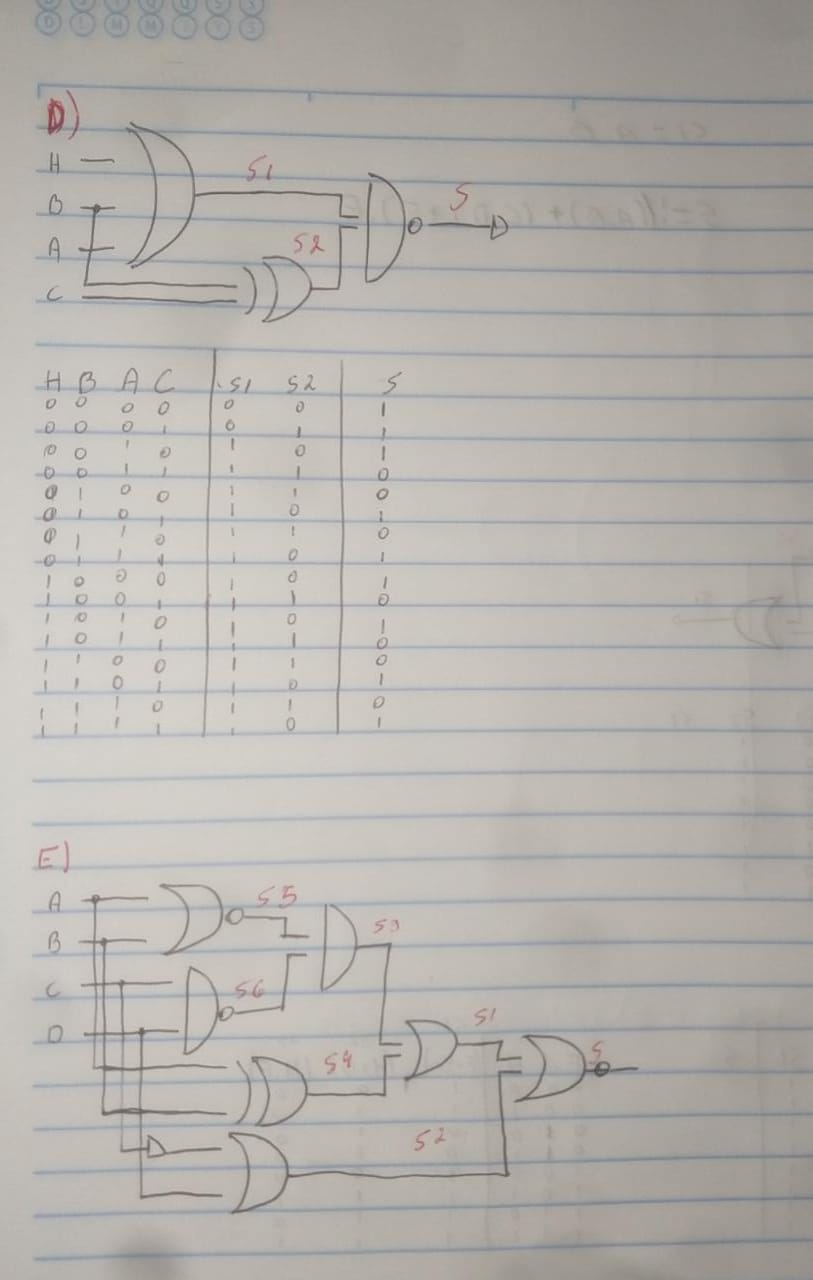 D)
H
S1
B
S
A
S2
C
H B A C S1 S2 S
0 0 0 0 0 0 1
0 0 0 1 0 1 1
0 0 1 0 1 0 1
0 0 1 1 1 1 0
0 1 0 0 1 1 0
0 1 0 1 1 0 1
0 1 1 0 1 1 0
0 1 1 1 1 0 1
1 0 0 0 1 0 1
1 0 0 1 1 1 0
1 0 1 0 1 0 1
1 0 1 1 1 1 0
1 1 0 0 1 1 0
1 1 0 1 1 0 1
1 1 1 0 1 1 0
1 1 1 1 1 0 1
E)
A
S5
B
S3
C
S6
D
S1
S4
S
S2